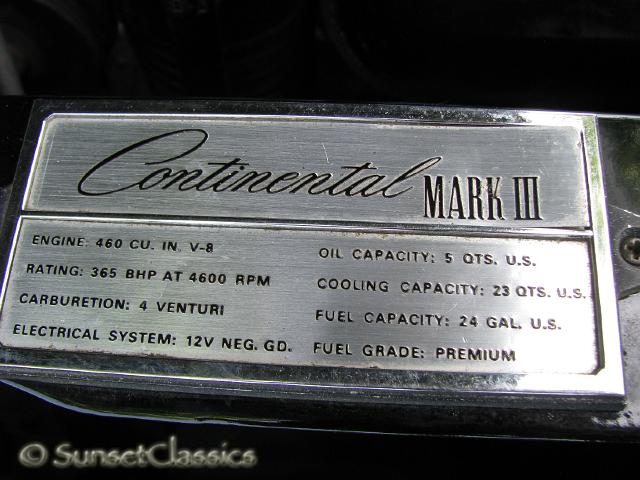 Continental MARK III
ENGINE: 460 CU. IN. V-8
RATING: 365 BHP AT 4600 RPM
CARBURETION: 4 VENTURI
ELECTRICAL SYSTEM: 12V NEG. GD.
OIL CAPACITY: 5 QTS. U.S.
COOLING CAPACITY: 23 QTS. U.S.
FUEL CAPACITY: 24 GAL. U.S.
FUEL GRADE: PREMIUM
© SunsetClassics